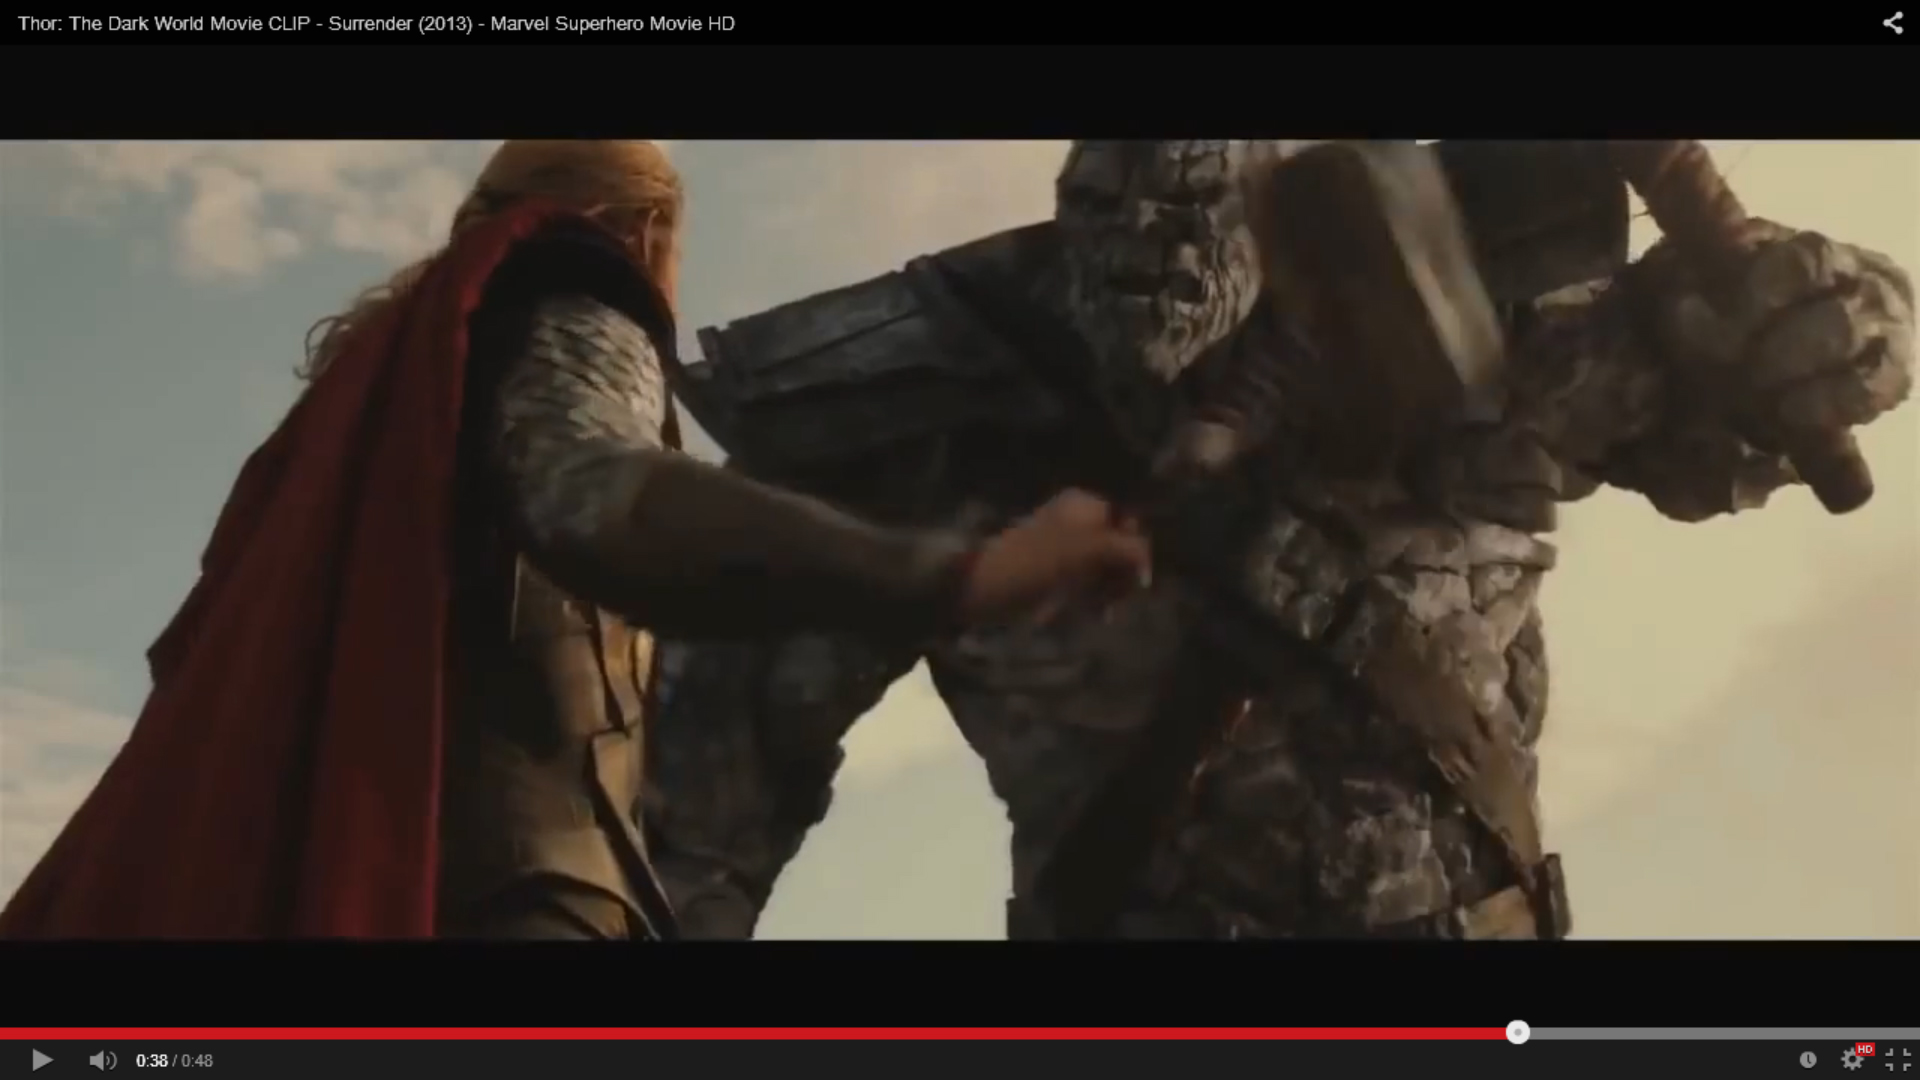 Thor: The Dark World Movie CLIP - Surrender (2013) - Marvel Superhero Movie HD
0:38 / 0:48
HD